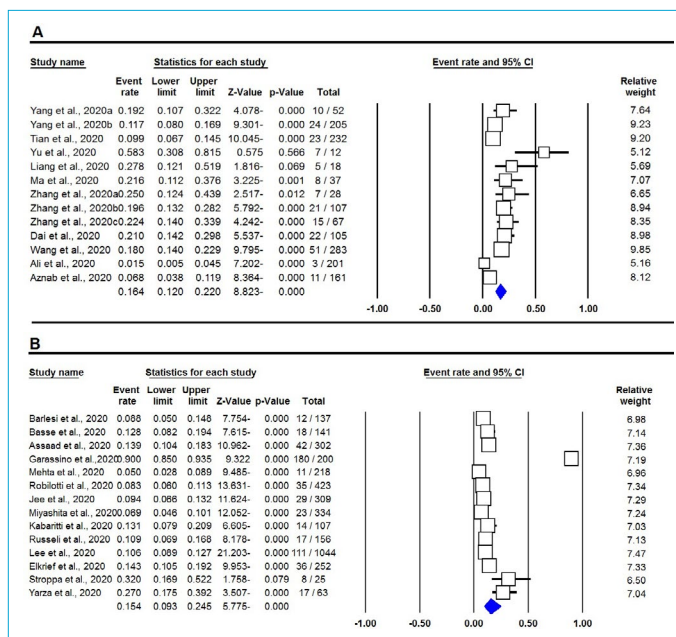 A
Study name Statistics for each study Event rate and 95% CI
Event rate Lower limit Upper limit Z-Value p-Value Total Relative weight
Yang et al., 2020a 0.192 0.107 0.322 4.078- 0.000 10 / 52 7.64
Yang et al., 2020b 0.117 0.080 0.169 9.301- 0.000 24 / 205 9.23
Tian et al., 2020 0.099 0.067 0.145 10.045- 0.000 23 / 232 9.20
Yu et al., 2020 0.583 0.308 0.815 0.575 0.566 7 / 12 5.12
Liang et al., 2020 0.278 0.121 0.519 1.816- 0.069 5 / 18 5.69
Ma et al., 2020 0.216 0.112 0.376 3.225- 0.001 8 / 37 7.07
Zhang et al., 2020a 0.250 0.124 0.439 2.517- 0.012 7 / 28 6.65
Zhang et al., 2020b 0.196 0.132 0.282 5.792- 0.000 21 / 107 8.94
Zhang et al., 2020c 0.224 0.140 0.339 4.242- 0.000 15 / 67 8.35
Dai et al., 2020 0.210 0.142 0.298 5.537- 0.000 22 / 105 8.98
Wang et al., 2020 0.180 0.140 0.229 9.795- 0.000 51 / 283 9.85
Ali et al., 2020 0.015 0.005 0.045 7.202- 0.000 3 / 201 5.16
Aznab et al., 2020 0.068 0.038 0.119 8.364- 0.000 11 / 161 8.12
0.164 0.120 0.220 8.823- 0.000
-1.00 -0.50 0.00 0.50 1.00
B
Study name Statistics for each study Event rate and 95% CI
Event rate Lower limit Upper limit Z-Value p-Value Total Relative weight
Barlesi et al., 2020 0.088 0.050 0.148 7.754- 0.000 12 / 137 6.98
Basse et al., 2020 0.128 0.082 0.194 7.615- 0.000 18 / 141 7.14
Assaad et al., 2020 0.139 0.104 0.183 10.962- 0.000 42 / 302 7.36
Garassino et al., 2020 0.900 0.850 0.935 9.322 0.000 180 / 200 7.19
Mehta et al., 2020 0.050 0.028 0.089 9.485- 0.000 11 / 218 6.96
Robilotti et al., 2020 0.083 0.060 0.113 13.631- 0.000 35 / 423 7.34
Jee et al., 2020 0.094 0.066 0.132 11.624- 0.000 29 / 309 7.29
Miyashita et al., 2020 0.069 0.046 0.101 12.052- 0.000 23 / 334 7.24
Kabaritti et al., 2020 0.131 0.079 0.209 6.605- 0.000 14 / 107 7.03
Russeli et al., 2020 0.109 0.069 0.168 8.178- 0.000 17 / 156 7.13
Lee et al., 2020 0.106 0.089 0.127 21.203- 0.000 111 / 1044 7.47
Elkrief et al., 2020 0.143 0.105 0.192 9.953- 0.000 36 / 252 7.33
Stroppa et al., 2020 0.320 0.169 0.522 1.758- 0.079 8 / 25 6.50
Yarza et al., 2020 0.270 0.175 0.392 3.507- 0.000 17 / 63 7.04
0.154 0.093 0.245 5.775- 0.000
-1.00 -0.50 0.00 0.50 1.00